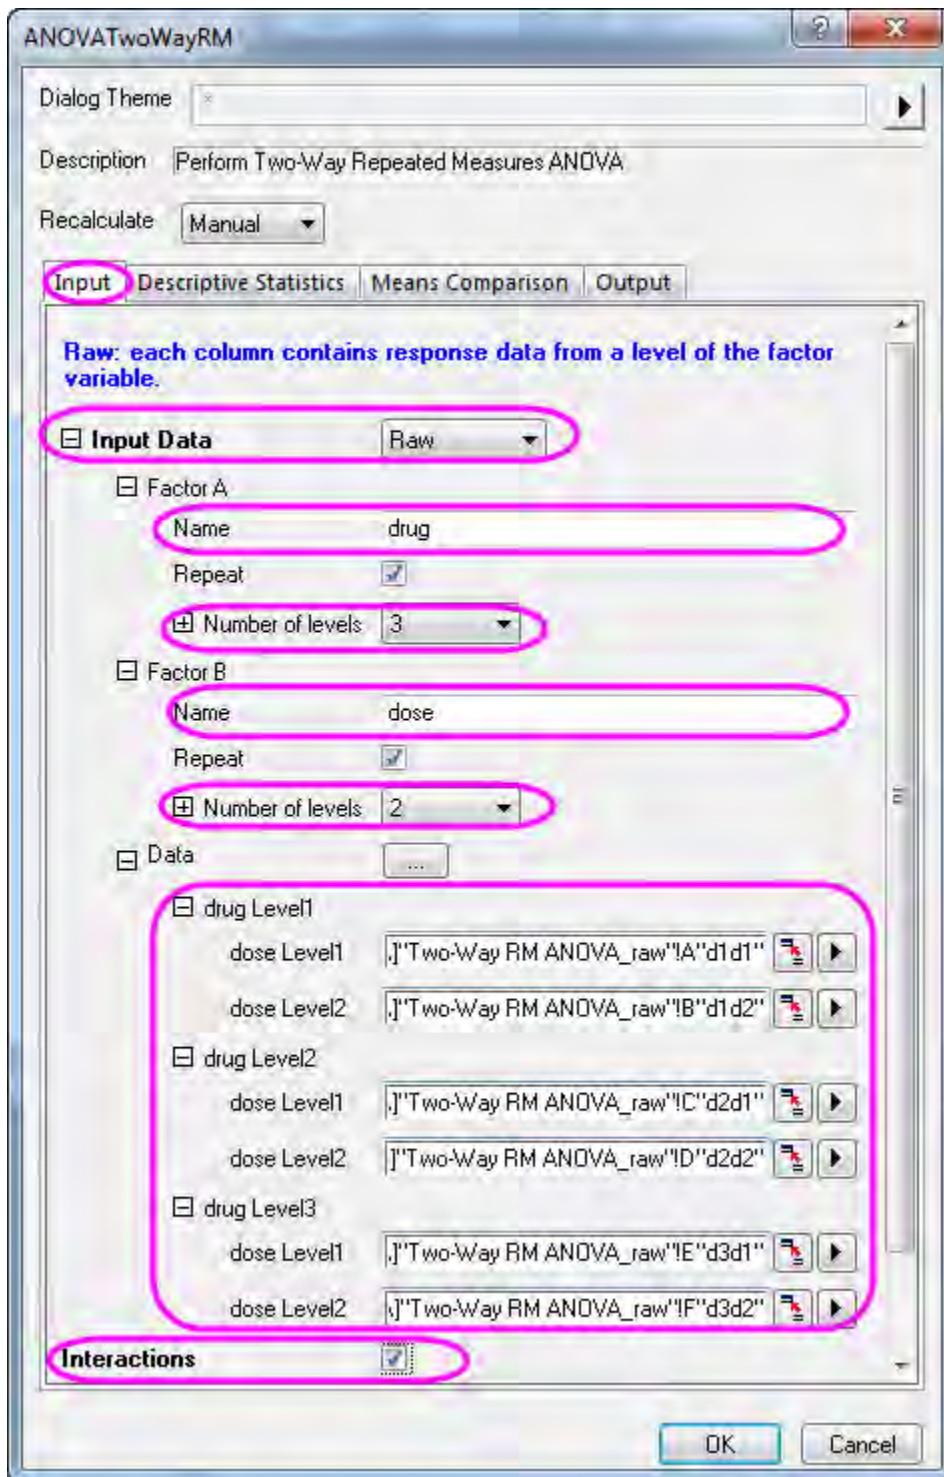 ANOVATwoWayRM
Dialog Theme *
Description Perform Two-Way Repeated Measures ANOVA
Recalculate Manual
Input Descriptive Statistics Means Comparison Output
Raw: each column contains response data from a level of the factor
variable.
Input Data Raw
Factor A
Name drug
Repeat
Number of levels 3
Factor B
Name dose
Repeat
Number of levels 2
Data ...
drug Level1
dose Level1 .]"Two-Way RM ANOVA_raw"!A"d1d1"
dose Level2 .]"Two-Way RM ANOVA_raw"!B"d1d2"
drug Level2
dose Level1 .]"Two-Way RM ANOVA_raw"!C"d2d1"
dose Level2 ]"Two-Way RM ANOVA_raw"!D"d2d2"
drug Level3
dose Level1 .]"Two-Way RM ANOVA_raw"!E"d3d1"
dose Level2 .]"Two-Way RM ANOVA_raw"!F"d3d2"
Interactions
OK Cancel